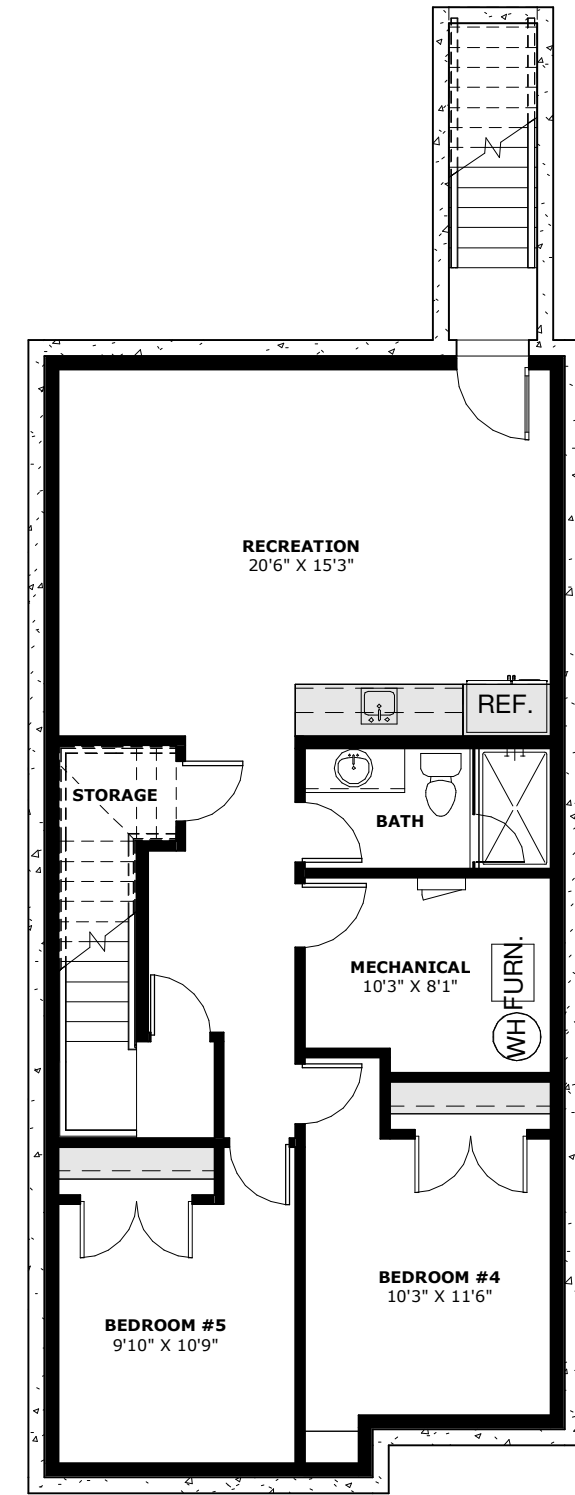 RECREATION
20'6" X 15'3"
REF.
STORAGE
BATH
MECHANICAL
10'3" X 8'1"
FURN.
WH
BEDROOM #4
10'3" X 11'6"
BEDROOM #5
9'10" X 10'9"